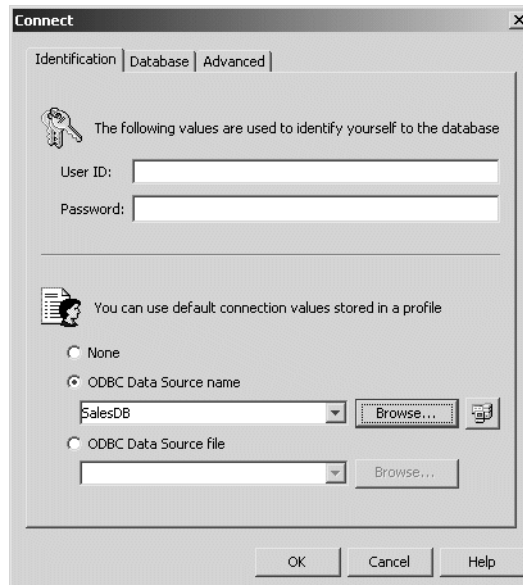 Connect
Identification Database Advanced
The following values are used to identify yourself to the database
User ID:
Password:
You can use default connection values stored in a profile
None
ODBC Data Source name
SalesDB Browse...
ODBC Data Source file
Browse...
OK Cancel Help